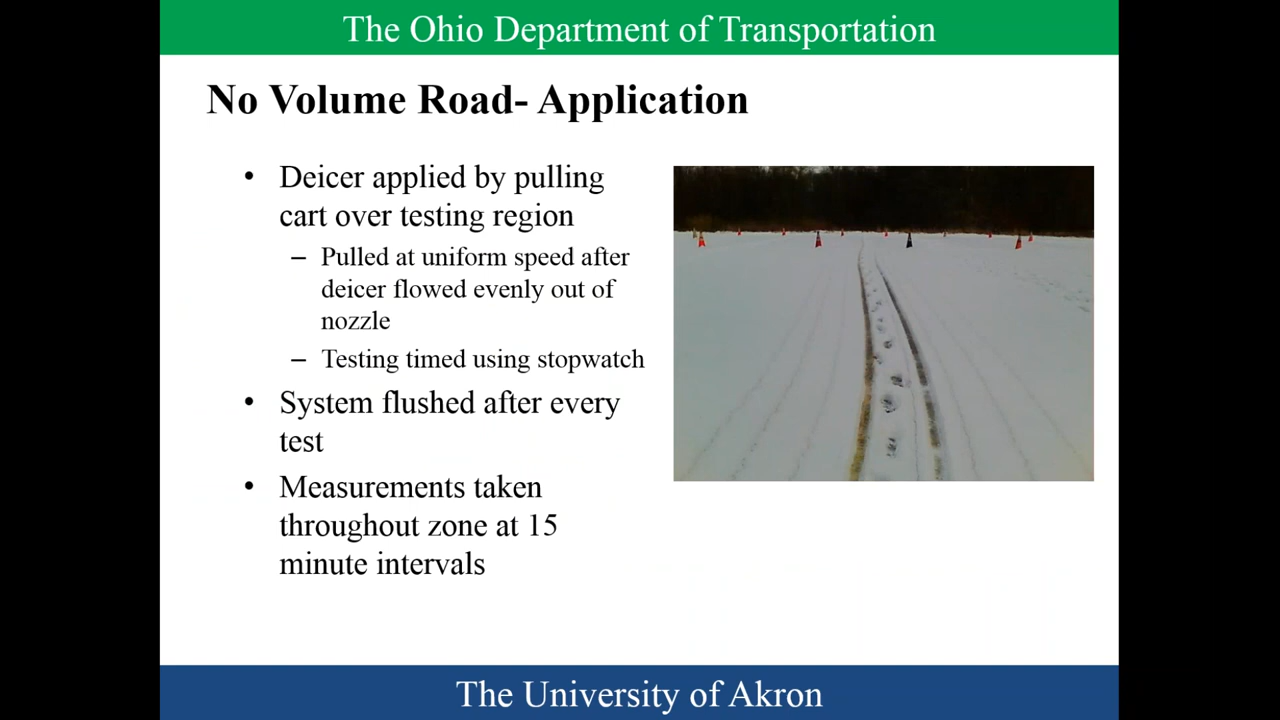 The Ohio Department of Transportation
No Volume Road- Application
• Deicer applied by pulling
cart over testing region
– Pulled at uniform speed after
deicer flowed evenly out of
nozzle
– Testing timed using stopwatch
• System flushed after every
test
• Measurements taken
throughout zone at 15
minute intervals
The University of Akron